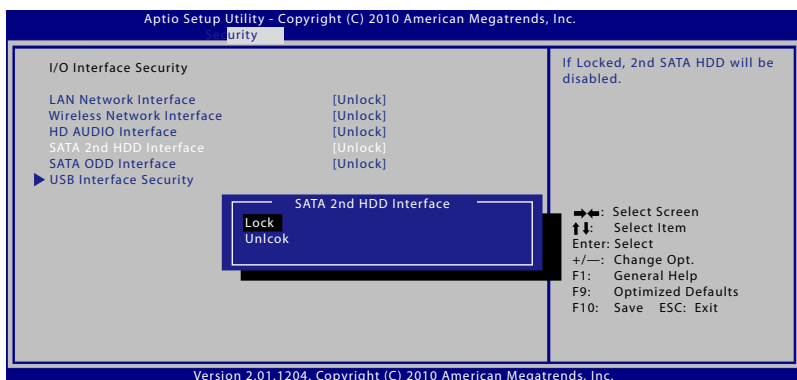 Aptio Setup Utility - Copyright (C) 2010 American Megatrends, Inc.
Security
I/O Interface Security
LAN Network Interface [Unlock]
Wireless Network Interface [Unlock]
HD AUDIO Interface [Unlock]
SATA 2nd HDD Interface [Unlock]
SATA ODD Interface [Unlock]
USB Interface Security
SATA 2nd HDD Interface
Lock
Unlcok
If Locked, 2nd SATA HDD will be
disabled.
→←: Select Screen
↑↓: Select Item
Enter: Select
+/—: Change Opt.
F1: General Help
F9: Optimized Defaults
F10: Save ESC: Exit
Version 2.01.1204. Copyright (C) 2010 American Megatrends, Inc.